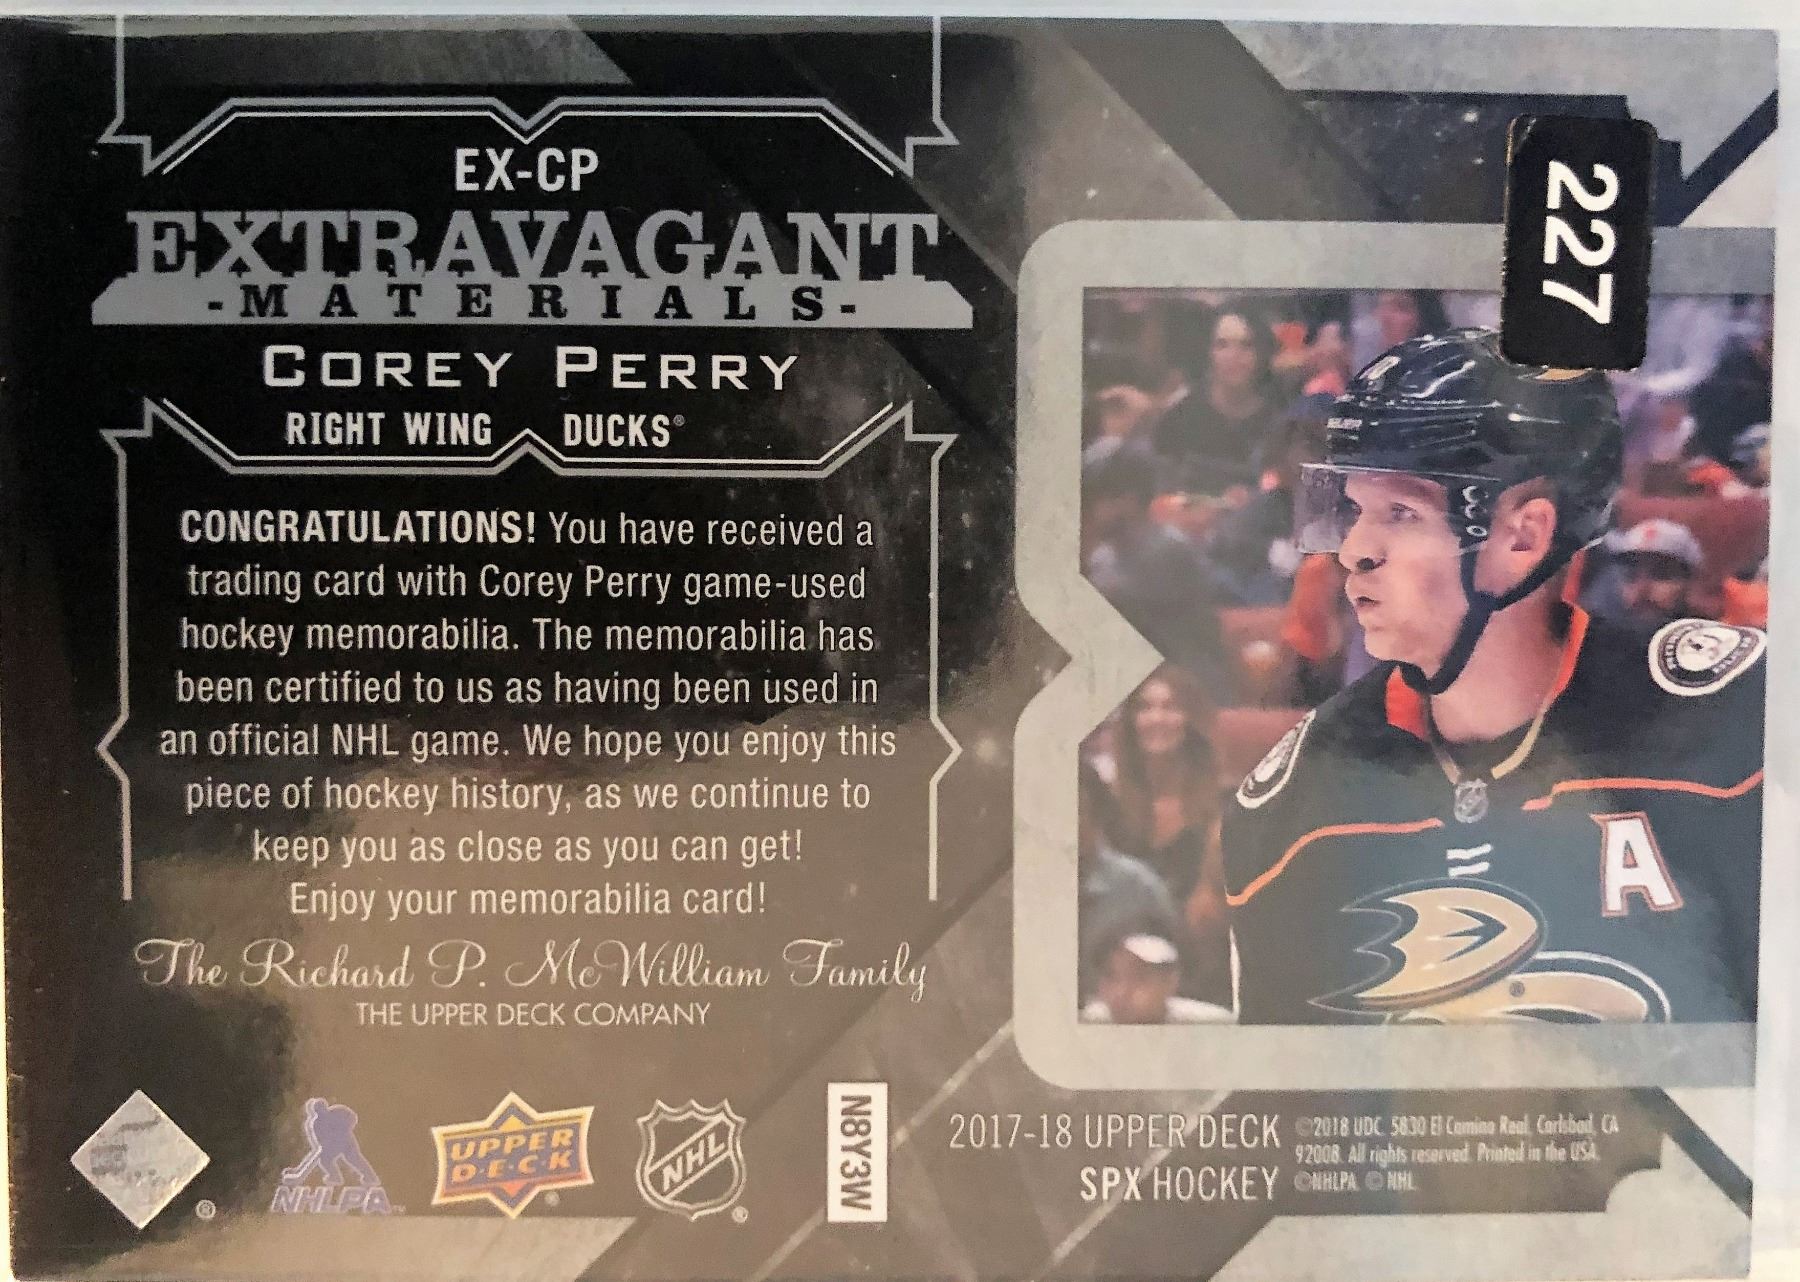 EX-CP
EXTRAVAGANT
-MATERIALS-
COREY PERRY
RIGHT WING DUCKS®
CONGRATULATIONS! You have received a
trading card with Corey Perry game-used
hockey memorabilia. The memorabilia has
been certified to us as having been used in
an official NHL game. We hope you enjoy this
piece of hockey history, as we continue to
keep you as close as you can get!
Enjoy your memorabilia card!
The Richard P. McWilliam Family
THE UPPER DECK COMPANY
227
A
®
NHLPA™
UPPER
D·E·C·K
®
NHL
®
N8Y3W
2017-18 UPPER DECK
SPX HOCKEY
©2018 UDC 5830 El Camino Real, Carlsbad, CA
92008. All rights reserved. Printed in the USA.
©NHLPA © NHL